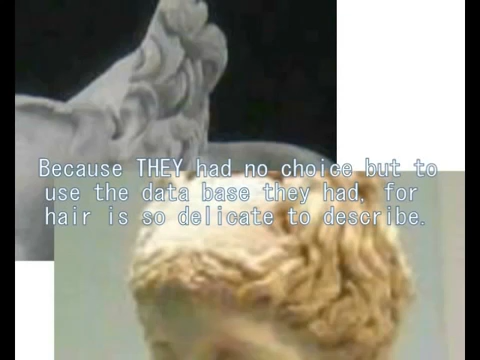 Because THEY had no choice but to
use the data base they had, for
hair is so delicate to describe.